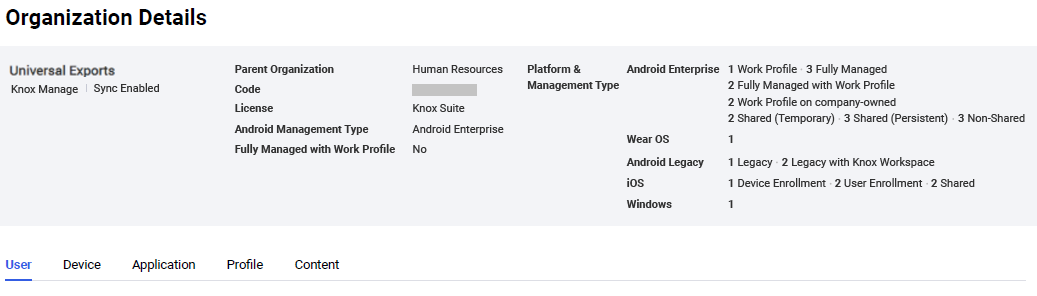 Organization Details
Universal Exports
Knox Manage | Sync Enabled
Parent Organization Human Resources
Code
License Knox Suite
Android Management Type Android Enterprise
Fully Managed with Work Profile No
Platform &
Management Type
Android Enterprise 1 Work Profile · 3 Fully Managed
2 Fully Managed with Work Profile
2 Work Profile on company-owned
2 Shared (Temporary) · 3 Shared (Persistent) · 3 Non-Shared
Wear OS 1
Android Legacy 1 Legacy · 2 Legacy with Knox Workspace
iOS 1 Device Enrollment · 2 User Enrollment · 2 Shared
Windows 1
User Device Application Profile Content